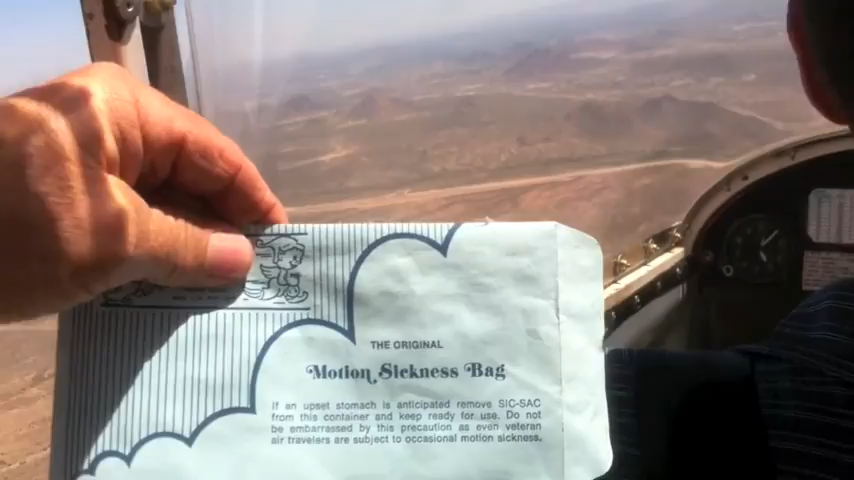 THE ORIGINAL
Motion Sickness Bag
If an upset stomach is anticipated remove SIC-SAC
from this container and keep ready for use. Do not
be embarrassed by this precaution as even veteran
air travelers are subject to occasional motion sickness.